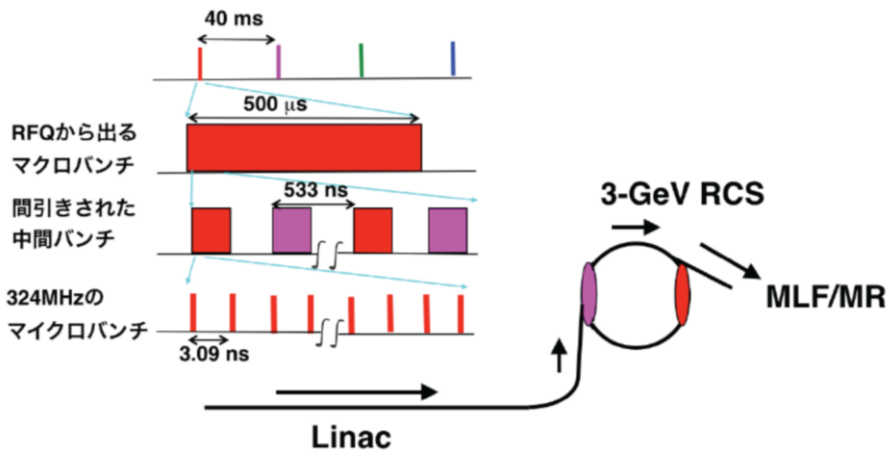 40 ms
500 μs
RFQから出る
マクロバンチ
533 ns
間引きされた
中間バンチ
324MHzの
マイクロバンチ
3.09 ns
Linac
3-GeV RCS
MLF/MR